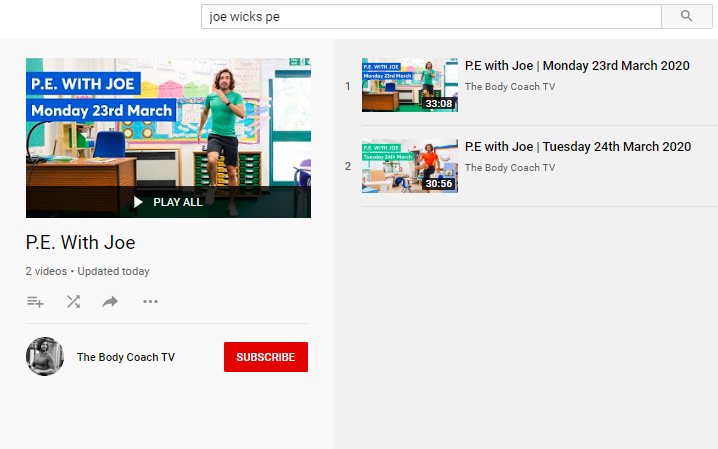 joe wicks pe
P.E. WITH JOE
Monday 23rd March
PLAY ALL
P.E. With Joe
2 videos • Updated today
The Body Coach TV
SUBSCRIBE
1
P.E. WITH JOE
Monday 23rd March
33:08
P.E with Joe | Monday 23rd March 2020
The Body Coach TV
2
P.E. WITH JOE
Tuesday 24th March
30:56
P.E with Joe | Tuesday 24th March 2020
The Body Coach TV